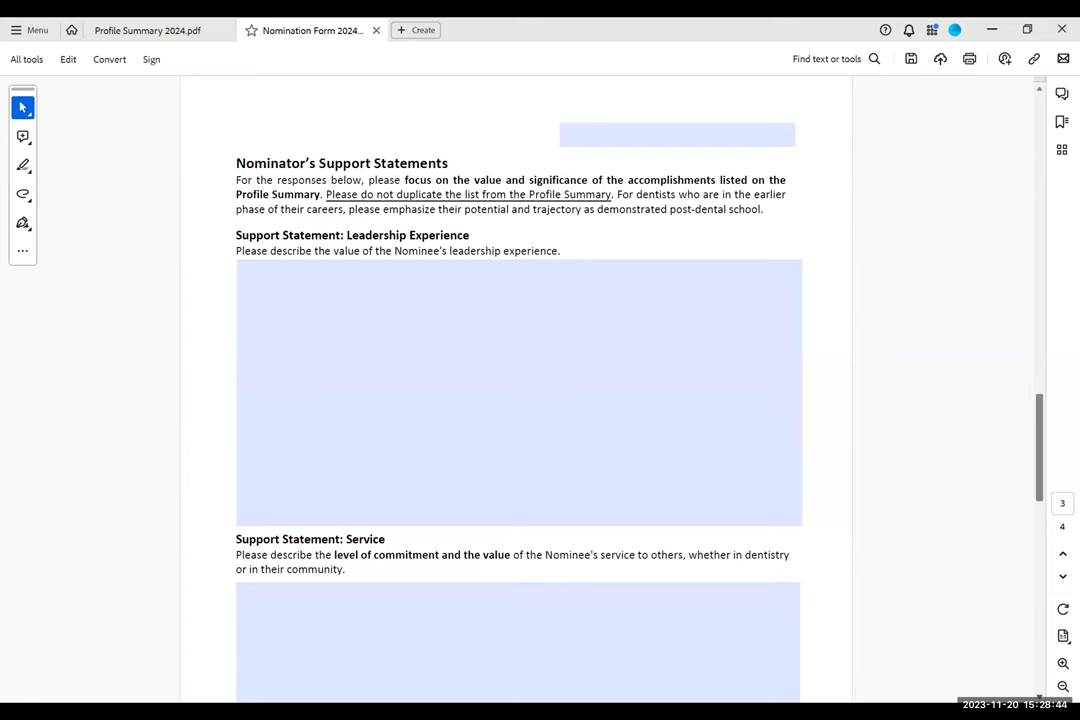 Menu
Profile Summary 2024.pdf
Nomination Form 2024...
Create
All tools
Edit
Convert
Sign
Find text or tools
Nominator's Support Statements
For the responses below, please focus on the value and significance of the accomplishments listed on the
Profile Summary. Please do not duplicate the list from the Profile Summary. For dentists who are in the earlier
phase of their careers, please emphasize their potential and trajectory as demonstrated post-dental school.
Support Statement: Leadership Experience
Please describe the value of the Nominee's leadership experience.
Support Statement: Service
Please describe the level of commitment and the value of the Nominee's service to others, whether in dentistry
or in their community.
3
4
2023-11-20 15:28:44